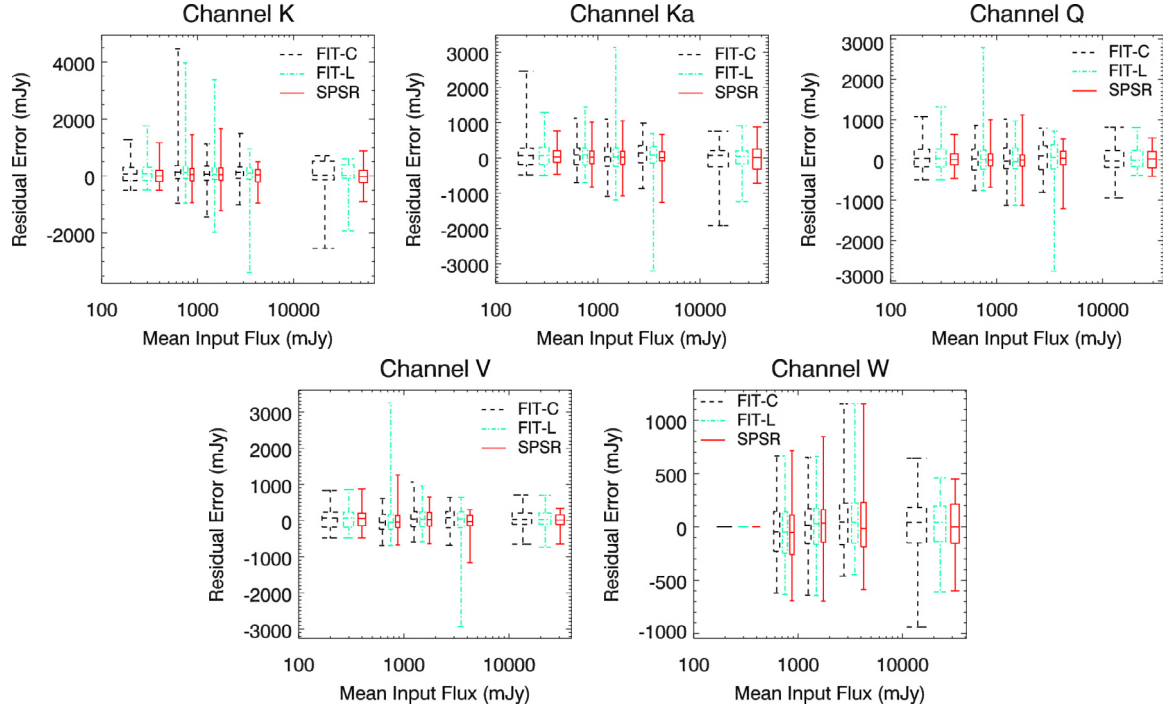 Channel K
Channel Ka
Channel Q
4000
2000
0
-2000
Residual Error (mJy)
FIT-C
FIT-L
SPSR
100
1000
10000
Mean Input Flux (mJy)
3000
2000
1000
0
-1000
-2000
-3000
Residual Error (mJy)
FIT-C
FIT-L
SPSR
100
1000
10000
Mean Input Flux (mJy)
3000
2000
1000
0
-1000
-2000
-3000
Residual Error (mJy)
FIT-C
FIT-L
SPSR
100
1000
10000
Mean Input Flux (mJy)
Channel V
Channel W
3000
2000
1000
0
-1000
-2000
-3000
Residual Error (mJy)
FIT-C
FIT-L
SPSR
100
1000
10000
Mean Input Flux (mJy)
1000
500
0
-500
-1000
Residual Error (mJy)
FIT-C
FIT-L
SPSR
100
1000
10000
Mean Input Flux (mJy)